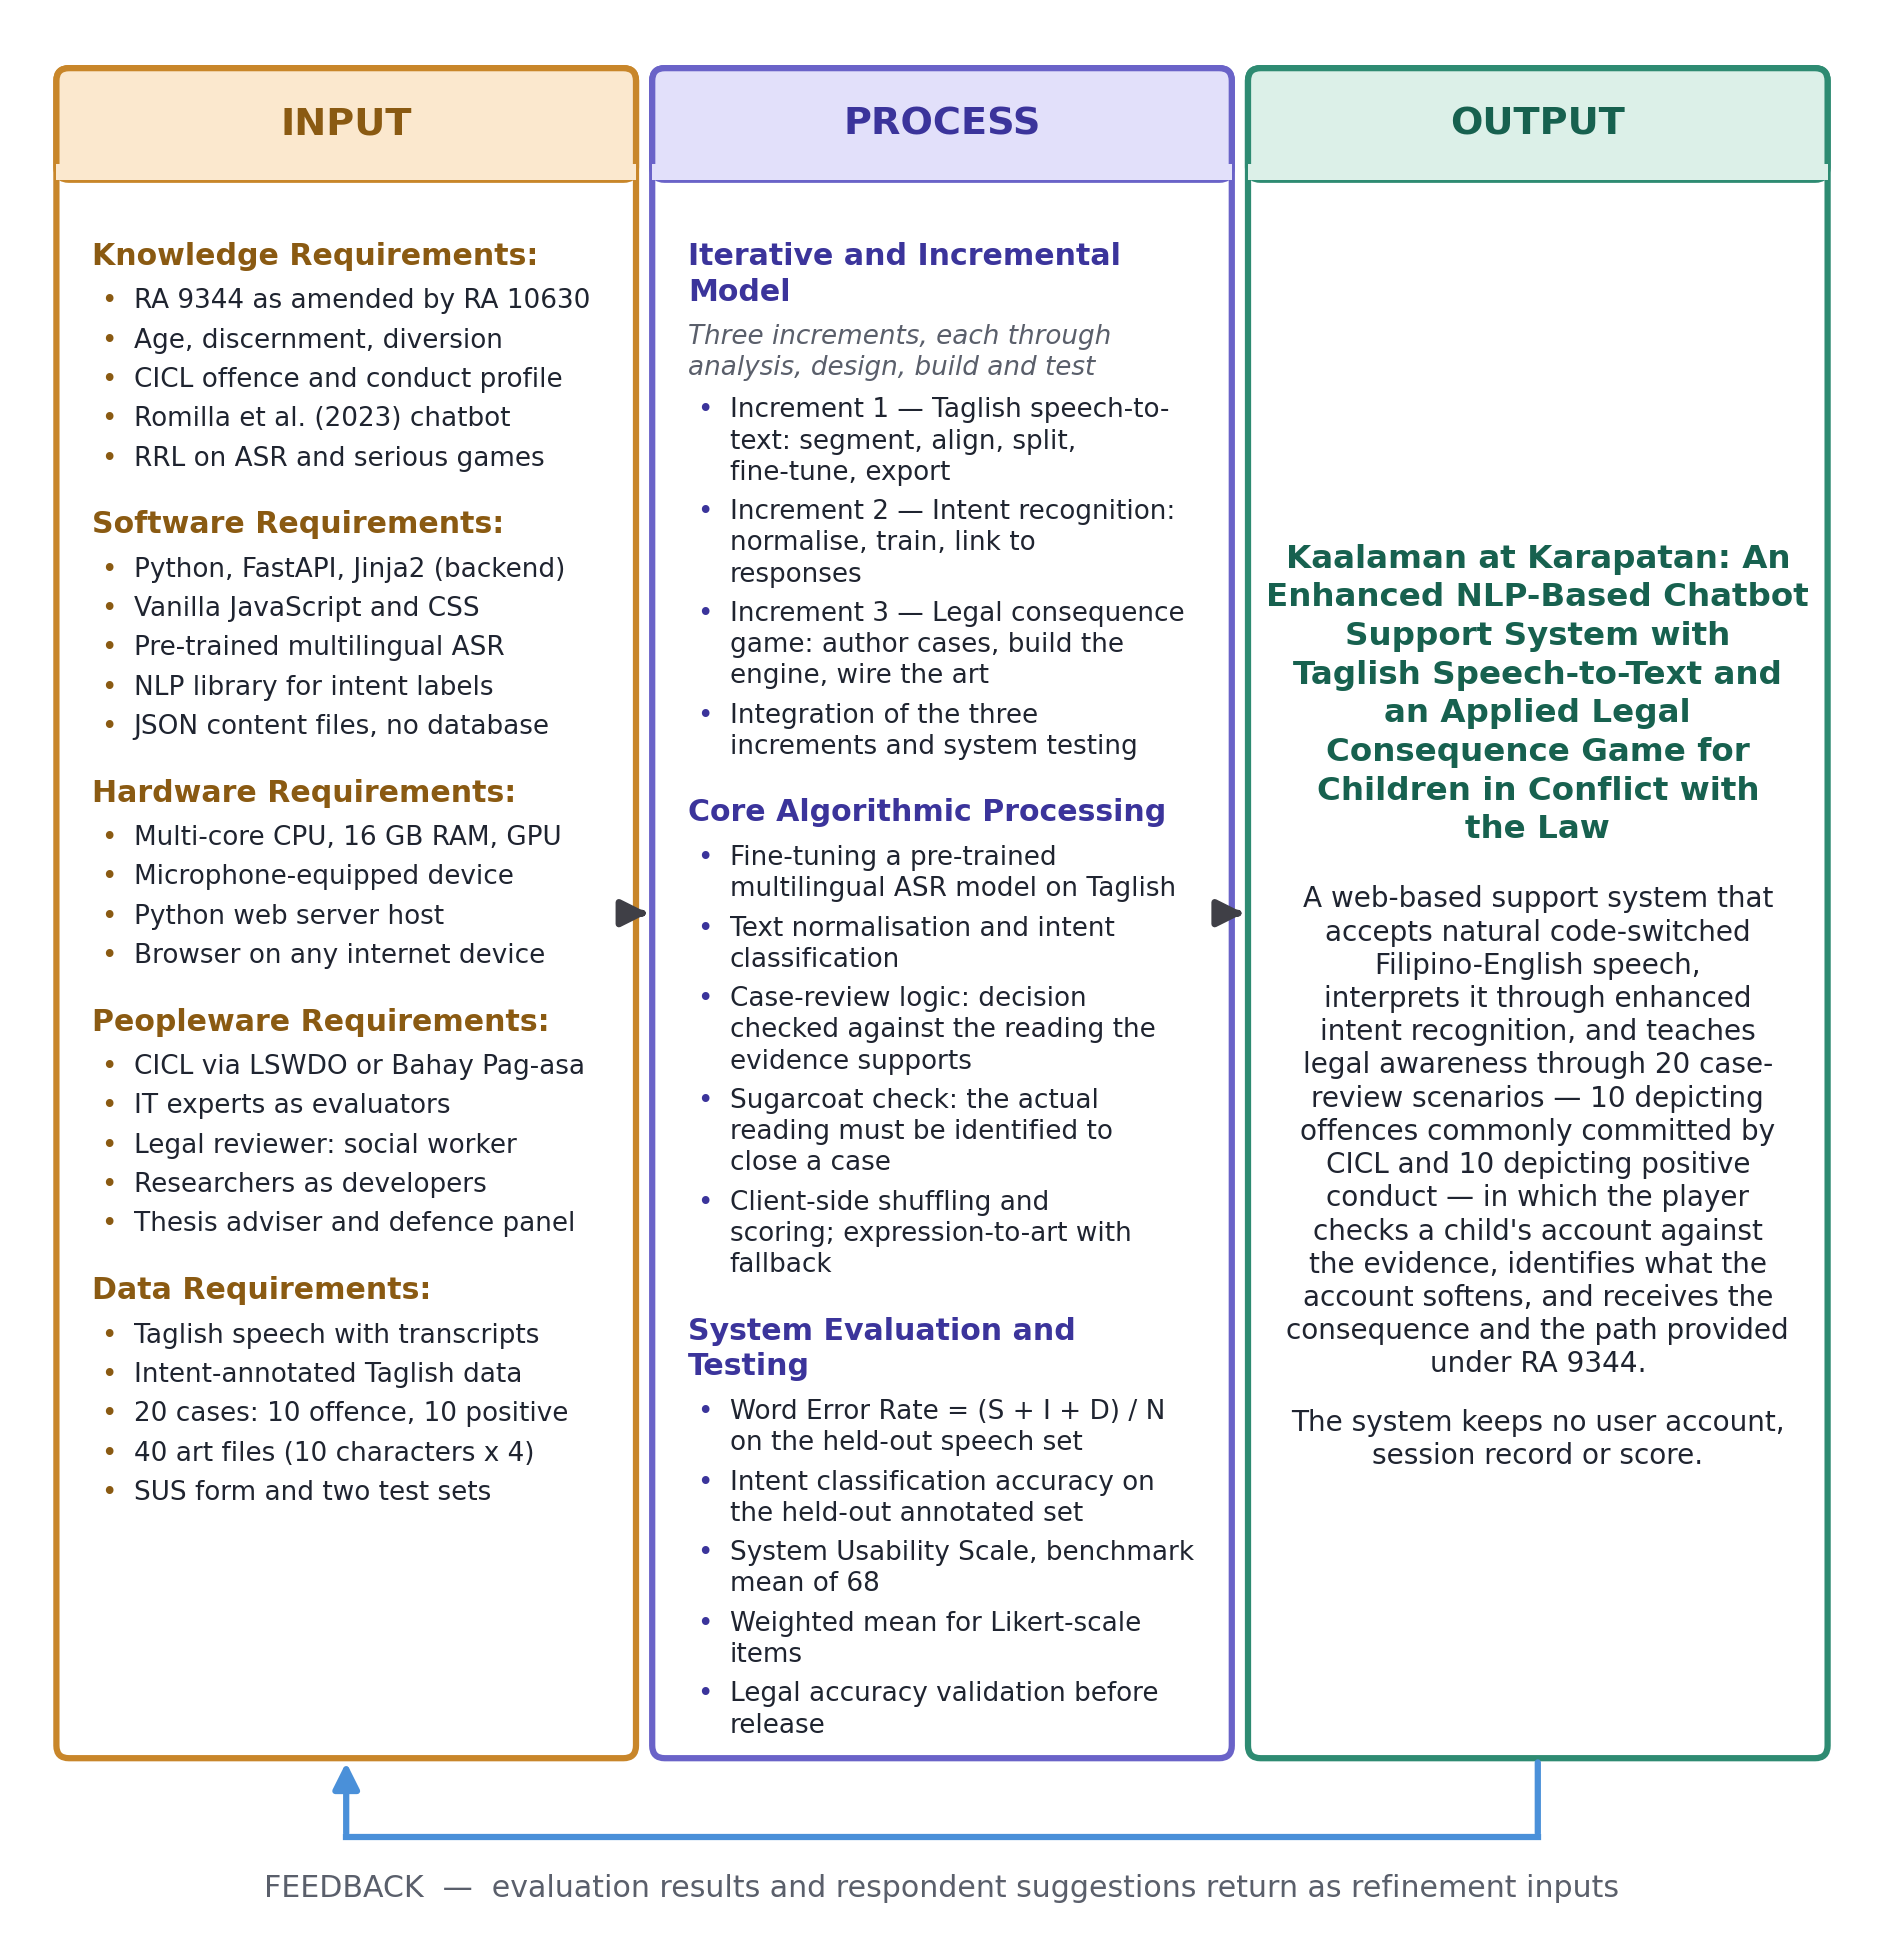 INPUT
Knowledge Requirements:
• RA 9344 as amended by RA 10630
• Age, discernment, diversion
• CICL offence and conduct profile
• Romilla et al. (2023) chatbot
• RRL on ASR and serious games
Software Requirements:
• Python, FastAPI, Jinja2 (backend)
• Vanilla JavaScript and CSS
• Pre-trained multilingual ASR
• NLP library for intent labels
• JSON content files, no database
Hardware Requirements:
• Multi-core CPU, 16 GB RAM, GPU
• Microphone-equipped device
• Python web server host
• Browser on any internet device
Peopleware Requirements:
• CICL via LSWDO or Bahay Pag-asa
• IT experts as evaluators
• Legal reviewer: social worker
• Researchers as developers
• Thesis adviser and defence panel
Data Requirements:
• Taglish speech with transcripts
• Intent-annotated Taglish data
• 20 cases: 10 offence, 10 positive
• 40 art files (10 characters x 4)
• SUS form and two test sets
PROCESS
Iterative and Incremental
Model
Three increments, each through
analysis, design, build and test
• Increment 1 — Taglish speech-to-
text: segment, align, split,
fine-tune, export
• Increment 2 — Intent recognition:
normalise, train, link to
responses
• Increment 3 — Legal consequence
game: author cases, build the
engine, wire the art
• Integration of the three
increments and system testing
Core Algorithmic Processing
• Fine-tuning a pre-trained
multilingual ASR model on Taglish
• Text normalisation and intent
classification
• Case-review logic: decision
checked against the reading the
evidence supports
• Sugarcoat check: the actual
reading must be identified to
close a case
• Client-side shuffling and
scoring; expression-to-art with
fallback
System Evaluation and
Testing
• Word Error Rate = (S + I + D) / N
on the held-out speech set
• Intent classification accuracy on
the held-out annotated set
• System Usability Scale, benchmark
mean of 68
• Weighted mean for Likert-scale
items
• Legal accuracy validation before
release
OUTPUT
Kaalaman at Karapatan: An
Enhanced NLP-Based Chatbot
Support System with
Taglish Speech-to-Text and
an Applied Legal
Consequence Game for
Children in Conflict with
the Law
A web-based support system that
accepts natural code-switched
Filipino-English speech,
interprets it through enhanced
intent recognition, and teaches
legal awareness through 20 case-
review scenarios — 10 depicting
offences commonly committed by
CICL and 10 depicting positive
conduct — in which the player
checks a child's account against
the evidence, identifies what the
account softens, and receives the
consequence and the path provided
under RA 9344.
The system keeps no user account,
session record or score.
FEEDBACK — evaluation results and respondent suggestions return as refinement inputs